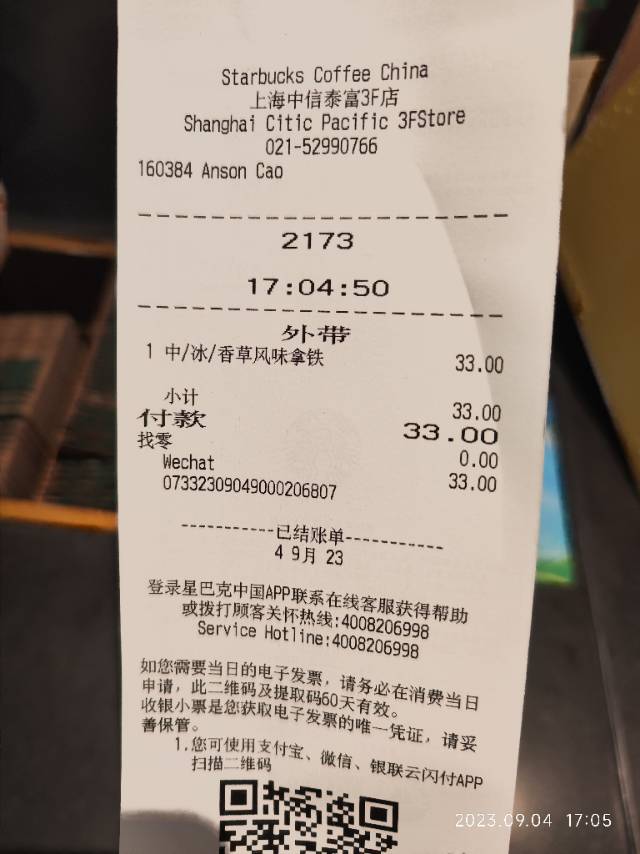 Starbucks Coffee China
上海中信泰富3F店
Shanghai Citic Pacific 3FStore
021-52990766
160384 Anson Cao
2173
17:04:50
外带
1 中/冰/香草风味拿铁 33.00
小计 33.00
付款 33.00
找零 0.00
Wechat 33.00
07332309049000206807
-----------已结账单-----------
4 9月 23
登录星巴克中国APP联系在线客服获得帮助
或拨打顾客关怀热线:4008206998
Service Hotline:4008206998
如您需要当日的电子发票，请务必在消费当日
申请，此二维码及提取码60天有效。
收银小票是您获取电子发票的唯一凭证，请妥
善保管。
1.您可使用支付宝、微信、银联云闪付APP
扫描二维码
2023.09.04 17:05